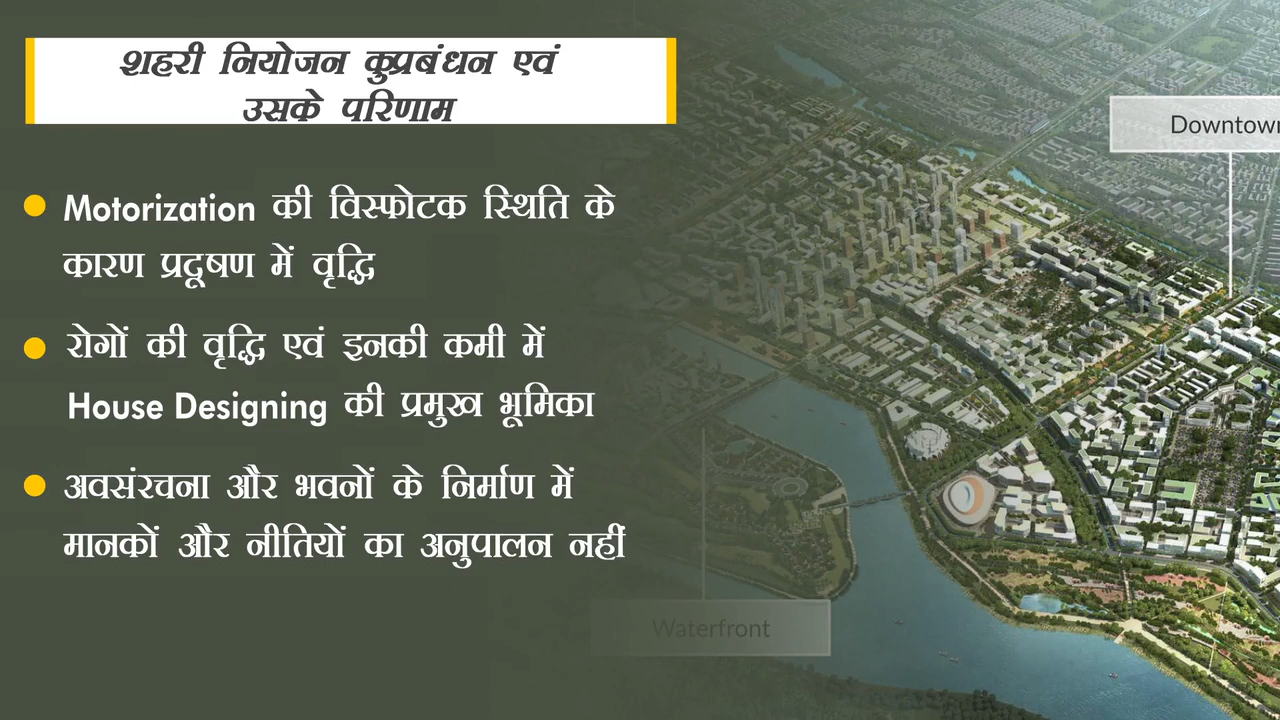 शहरी नियोजन कुप्रबंधन एवं
उसके परिणाम
Motorization की विस्फोटक स्थिति के
कारण प्रदूषण में वृद्धि
रोगों की वृद्धि एवं इनकी कमी में
House Designing की प्रमुख भूमिका
अवसंरचना और भवनों के निर्माण में
मानकों और नीतियों का अनुपालन नहीं
Downtown
Waterfront